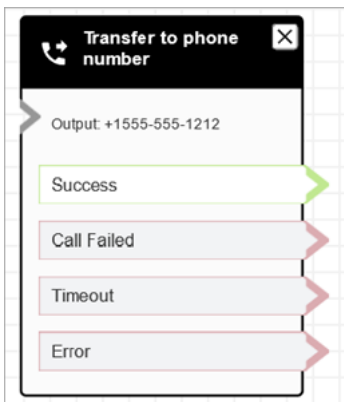 Transfer to phone
number
Output: +1555-555-1212
Success
Call Failed
Timeout
Error